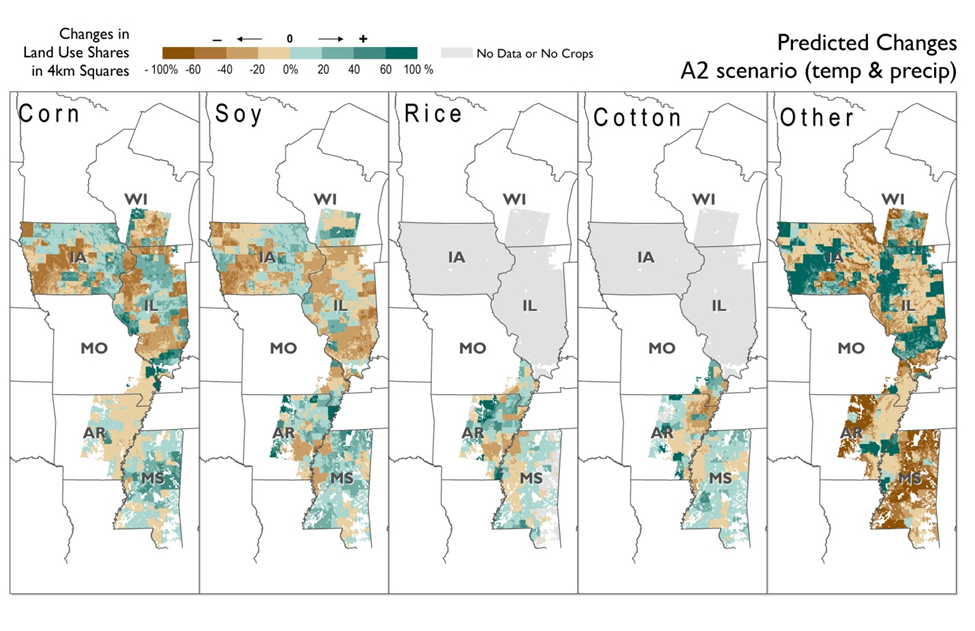 Changes in
Land Use Shares
in 4km Squares
− 0 +
- 100% -60 -40 -20 0% 20 40 60 100 %
No Data or No Crops
Predicted Changes
A2 scenario (temp & precip)
Corn
WI
IA
IL
MO
AR
MS
Soy
WI
IA
IL
MO
AR
MS
Rice
WI
IA
IL
MO
AR
MS
Cotton
WI
IA
IL
MO
AR
MS
Other
WI
IA
IL
MO
AR
MS